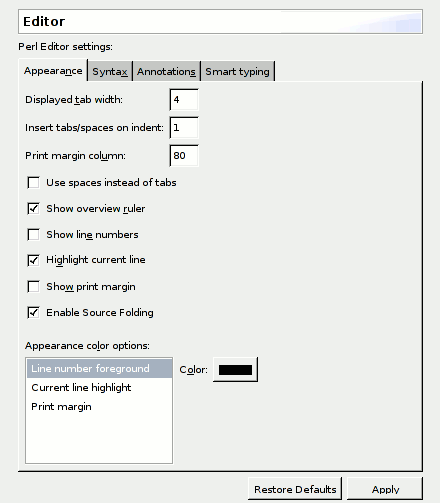 Editor
Perl Editor settings:
Appearance Syntax Annotations Smart typing
Displayed tab width: 4
Insert tabs/spaces on indent: 1
Print margin column: 80
Use spaces instead of tabs
Show overview ruler
Show line numbers
Highlight current line
Show print margin
Enable Source Folding
Appearance color options:
Line number foreground Color:
Current line highlight
Print margin
Restore Defaults Apply